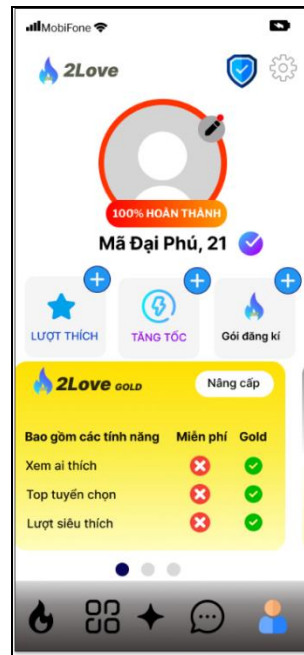 MobiFone
2Love
100% HOÀN THÀNH
Mã Đại Phú, 21
LƯỢT THÍCH
TĂNG TỐC
Gói đăng kí
2Love GOLD
Nâng cấp
Bao gồm các tính năng Miễn phí Gold
Xem ai thích
Top tuyển chọn
Lượt siêu thích